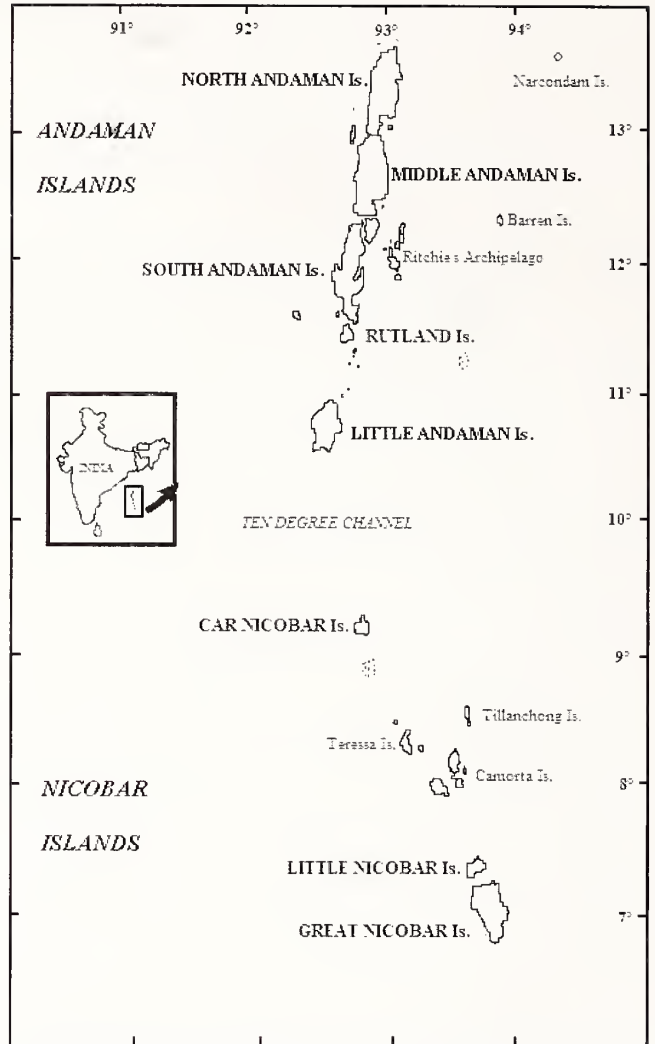 91° 92° 93° 94°
NORTH ANDAMAN Is.
Narcondam Is.
ANDAMAN
13°
ISLANDS
MIDDLE ANDAMAN Is.
Barren Is.
Ritchie s Archipelago
12°
SOUTH ANDAMAN Is.
RUTLAND Is.
11°
LITTLE ANDAMAN Is.
INDIA
TEN DEGREE CHANNEL
10°
CAR NICOBAR Is.
9°
Tillanchong Is.
Teressa Is.
Camorta Is.
NICOBAR
8°
ISLANDS
LITTLE NICOBAR Is.
7°
GREAT NICOBAR Is.